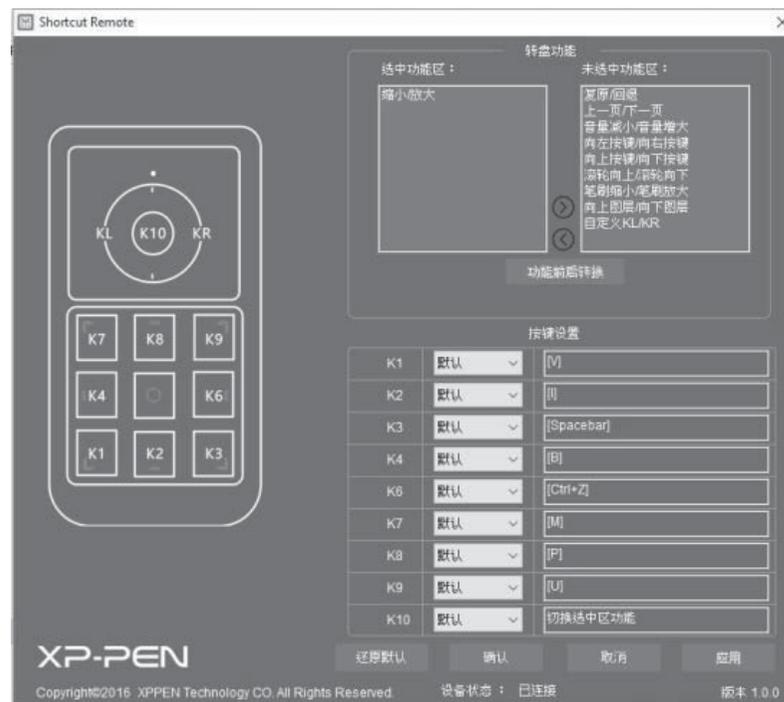 Shortcut Remote
转盘功能
选中功能区：
未选中功能区：
缩小/放大
复原/回退
上一页/下一页
音量减小/音量增大
向左按键/向右按键
向上按键/向下按键
滚轮向上/滚轮向下
笔刷缩小/笔刷放大
向上图层/向下图层
自定义KL/KR
功能前后转换
KL
K10
KR
K7
K8
K9
K4
K6
K1
K2
K3
按键设置
K1 默认 [V]
K2 默认 [I]
K3 默认 [Spacebar]
K4 默认 [B]
K6 默认 [Ctrl+Z]
K7 默认 [M]
K8 默认 [P]
K9 默认 [U]
K10 默认 切换选中区功能
XP-PEN
还原默认 确认 取消 应用
Copyright©2016 XPPEN Technology CO. All Rights Reserved. 设备状态： 已连接 版本 1.0.0